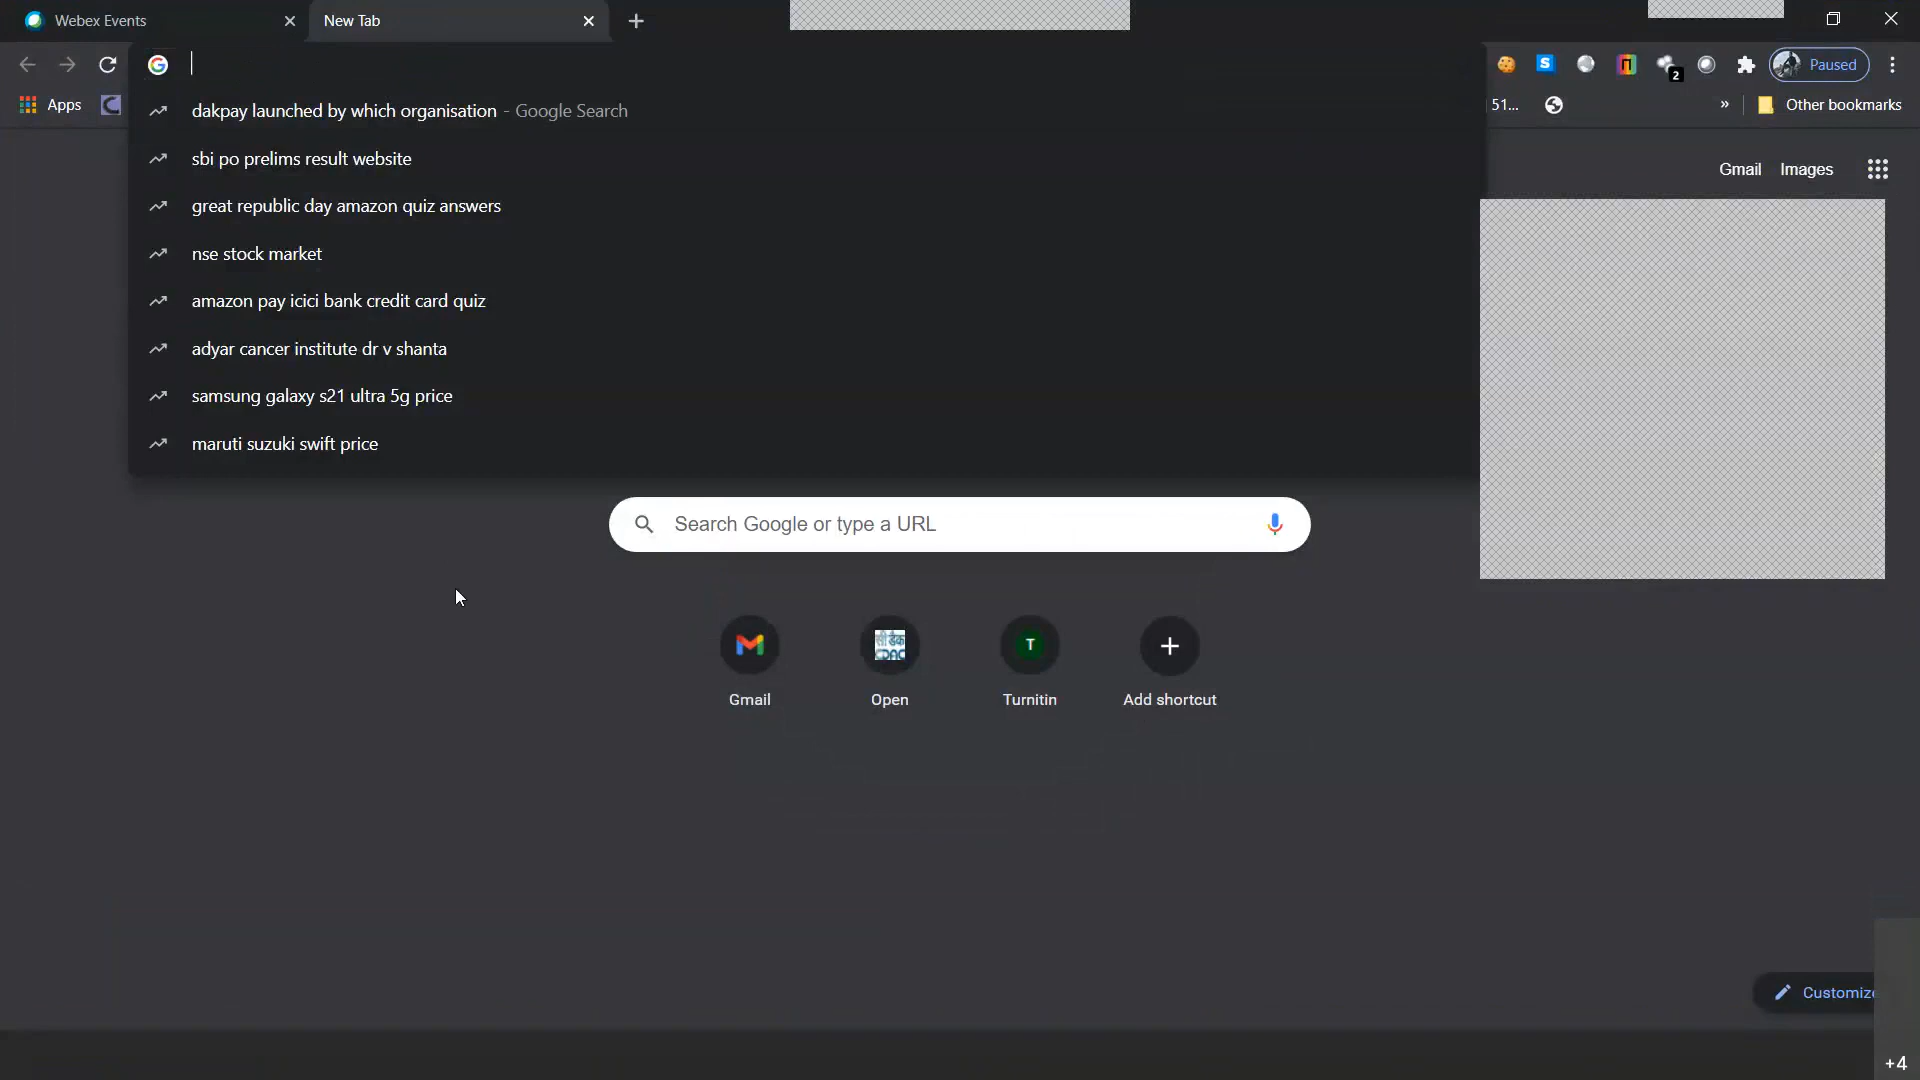 Webex Events
New Tab
Paused
2
Apps
51...
Other bookmarks
dakpay launched by which organisation - Google Search
sbi po prelims result website
great republic day amazon quiz answers
nse stock market
amazon pay icici bank credit card quiz
adyar cancer institute dr v shanta
samsung galaxy s21 ultra 5g price
maruti suzuki swift price
Gmail Images
Search Google or type a URL
सी डैक
CDAC
T
Gmail Open Turnitin Add shortcut
Customize
+4